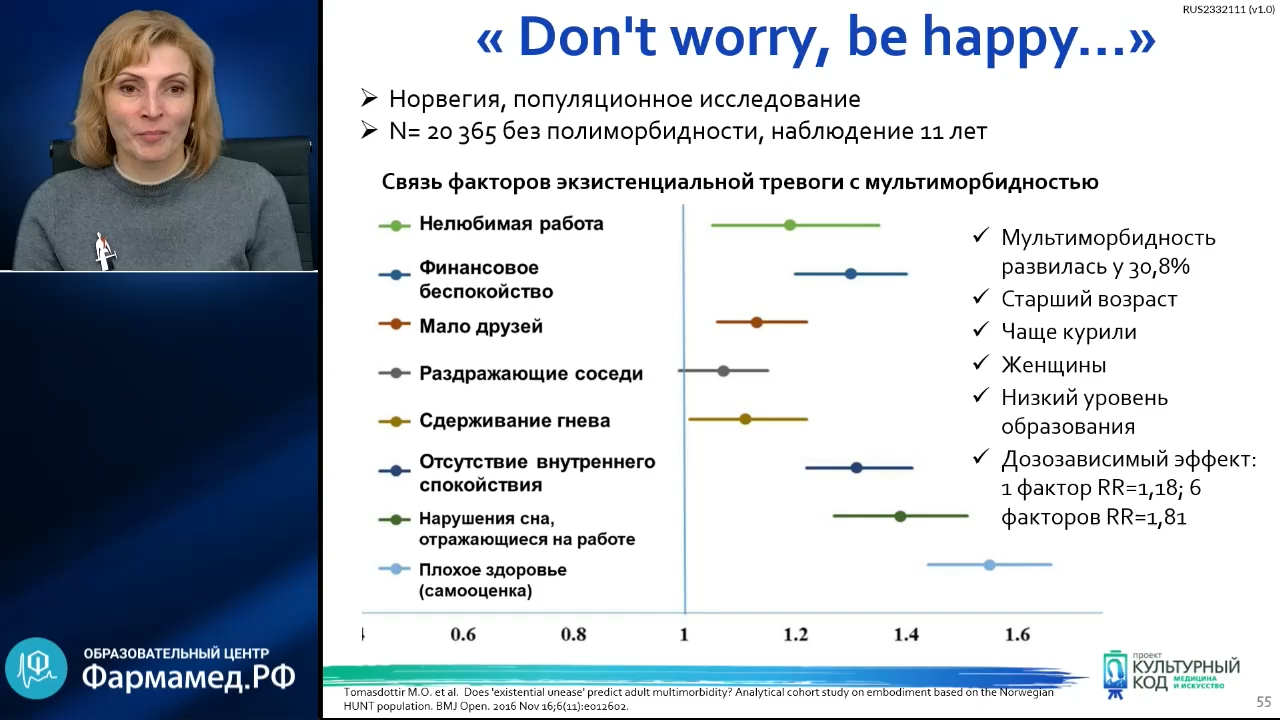 RUS2332111 (v1.0)
« Don't worry, be happy...»
Норвегия, популяционное исследование
N= 20 365 без полиморбидности, наблюдение 11 лет
Связь факторов экзистенциальной тревоги с мультиморбидностью
Нелюбимая работа
Финансовое
беспокойство
Мало друзей
Раздражающие соседи
Сдерживание гнева
Отсутствие внутреннего
спокойствия
Нарушения сна,
отражающиеся на работе
Плохое здоровье
(самооценка)
0.6 0.8 1 1.2 1.4 1.6
Мультиморбидность
развилась у 30,8%
Старший возраст
Чаще курили
Женщины
Низкий уровень
образования
Дозозависимый эффект:
1 фактор RR=1,18; 6
факторов RR=1,81
ОБРАЗОВАТЕЛЬНЫЙ ЦЕНТР
Фармамед.РФ
M.O. et al. Does 'existential unease' predict adult multimorbidity? Analytical cohort study on embodiment based on the Norwegian
HUNT population. BMJ Open. 2016 Nov 16;6(11):e012602.
проект
КУЛЬТУРНЫЙ
КОД
МЕДИЦИНА
И ИСКУССТВО
55